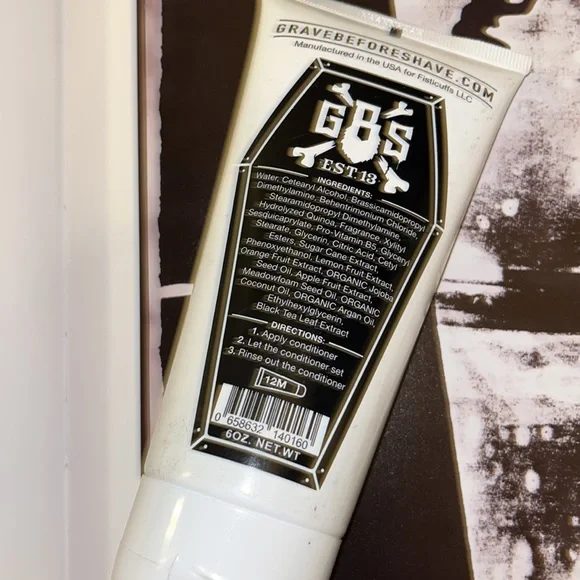 GRAVEBEFORESHAVE.COM
Manufactured in the USA for Fisticuffs LLC
GBS
EST.13
INGREDIENTS:
Water, Cetearyl Alcohol, Brassicamidopropyl
Dimethylamine, Behentrimonium Chloride,
Stearamidopropyl Dimethylamine,
Hydrolyzed Quinoa, Fragrance, Xylityl
Sesquicaprylate, Pro-Vitamin B5, Glyceryl
Stearate, Glycerin, Citric Acid, Cetyl
Esters, Sugar Cane Extract,
Phenoxyethanol, Lemon Fruit Extract,
Orange Fruit Extract, ORGANIC Jojoba
Seed Oil, Apple Fruit Extract,
Meadowfoam Seed Oil, ORGANIC
Coconut Oil, ORGANIC Argan Oil,
Ethylhexylglycerin,
Black Tea Leaf Extract
DIRECTIONS:
1. Apply conditioner
2. Let the conditioner set
3. Rinse out the conditioner
12M
0 658632 140160
6OZ. NET.WT